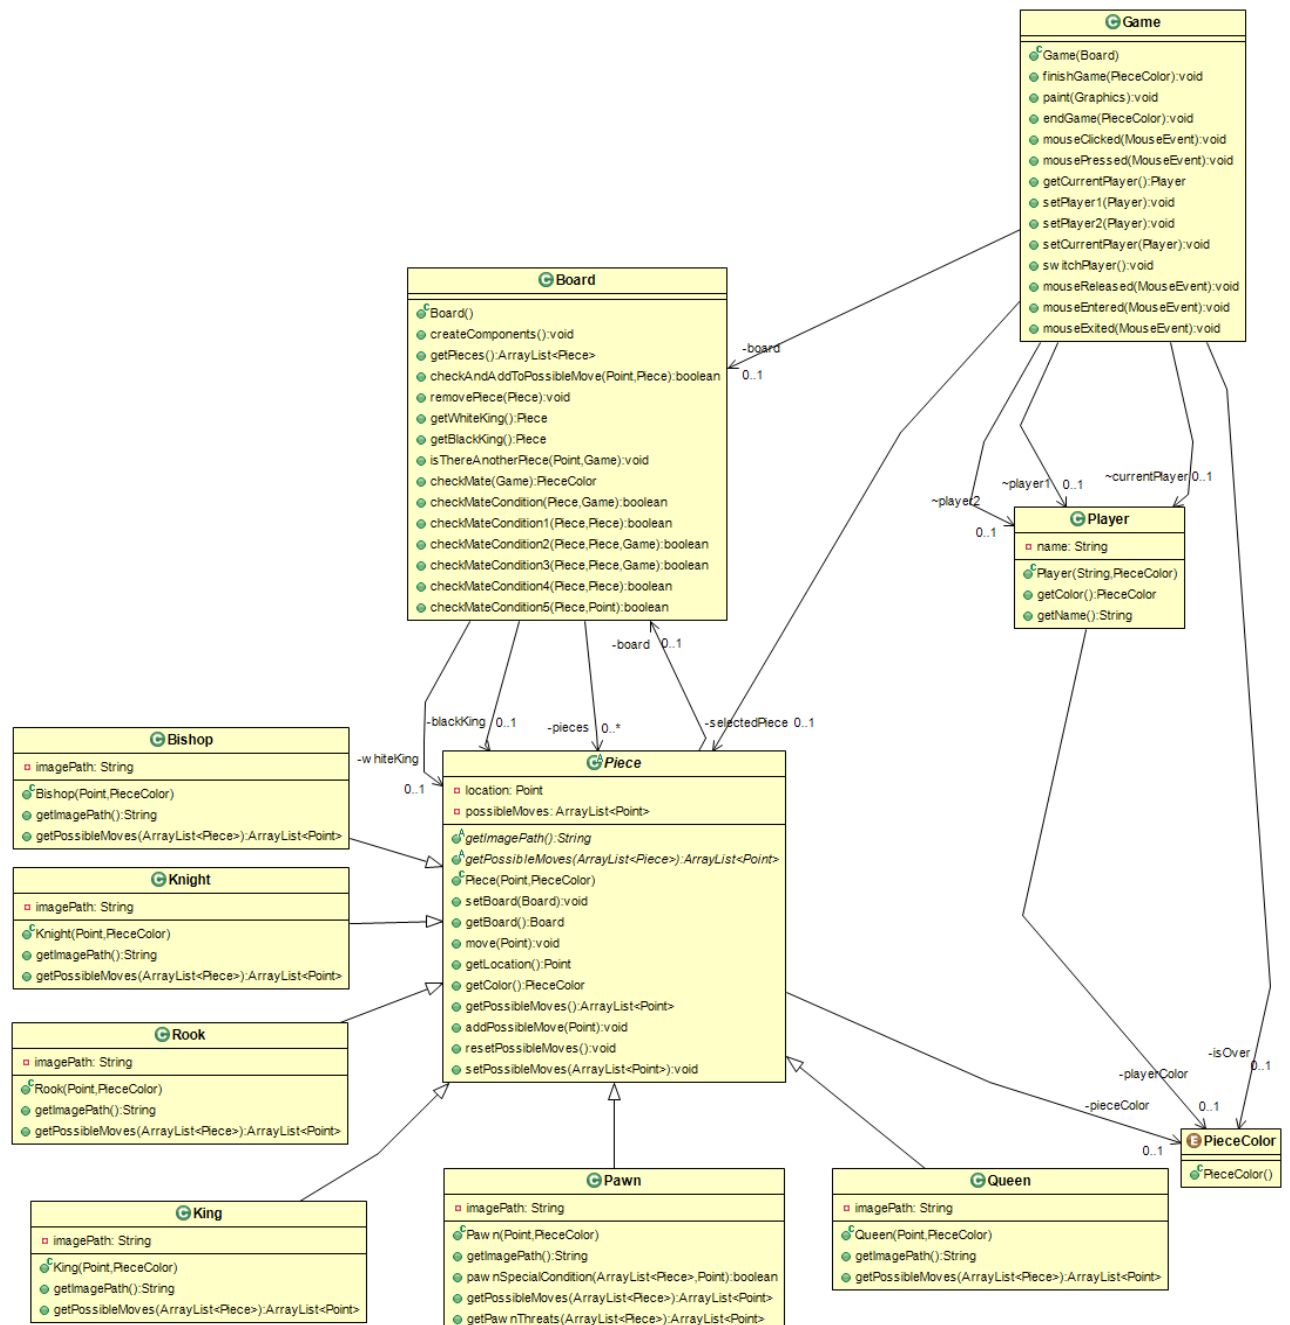 Game
Game(Board)
finishGame(PieceColor):void
paint(Graphics):void
endGame(PieceColor):void
mouseClicked(MouseEvent):void
mousePressed(MouseEvent):void
getCurrentPlayer():Player
setPlayer1(Player):void
setPlayer2(Player):void
setCurrentPlayer(Player):void
switchPlayer():void
mouseReleased(MouseEvent):void
mouseEntered(MouseEvent):void
mouseExited(MouseEvent):void
Board
Board()
createComponents():void
getPieces():ArrayList<Piece>
checkAndAddToPossibleMove(Point,Piece):boolean
removePiece(Piece):void
getWhiteKing():Piece
getBlackKing():Piece
isThereAnotherPiece(Point,Game):void
checkMate(Game):PieceColor
checkMateCondition(Piece,Game):boolean
checkMateCondition1(Piece,Piece):boolean
checkMateCondition2(Piece,Piece,Game):boolean
checkMateCondition3(Piece,Piece,Game):boolean
checkMateCondition4(Piece,Piece):boolean
checkMateCondition5(Piece,Point):boolean
-board
0..1
~player2
0..1
~player1 0..1
~currentPlayer 0..1
Player
name: String
Player(String,PieceColor)
getColor():PieceColor
getName():String
-board 0..1
-whiteKing
0..1
-blackKing 0..1
-pieces 0..*
-selectedPiece 0..1
Bishop
imagePath: String
Bishop(Point,PieceColor)
getImagePath():String
getPossibleMoves(ArrayList<Piece>):ArrayList<Point>
Piece
location: Point
possibleMoves: ArrayList<Point>
getImagePath():String
getPossibleMoves(ArrayList<Piece>):ArrayList<Point>
Piece(Point,PieceColor)
setBoard(Board):void
getBoard():Board
move(Point):void
getLocation():Point
getColor():PieceColor
getPossibleMoves():ArrayList<Point>
addPossibleMove(Point):void
resetPossibleMoves():void
setPossibleMoves(ArrayList<Point>):void
Knight
imagePath: String
Knight(Point,PieceColor)
getImagePath():String
getPossibleMoves(ArrayList<Piece>):ArrayList<Point>
Rook
imagePath: String
Rook(Point,PieceColor)
getImagePath():String
getPossibleMoves(ArrayList<Piece>):ArrayList<Point>
-isOver
0..1
-playerColor
0..1
-pieceColor
0..1
PieceColor
PieceColor()
King
imagePath: String
King(Point,PieceColor)
getImagePath():String
getPossibleMoves(ArrayList<Piece>):ArrayList<Point>
Pawn
imagePath: String
Pawn(Point,PieceColor)
getImagePath():String
pawnSpecialCondition(ArrayList<Piece>,Point):boolean
getPossibleMoves(ArrayList<Piece>):ArrayList<Point>
getPawnThreats(ArrayList<Piece>):ArrayList<Point>
Queen
imagePath: String
Queen(Point,PieceColor)
getImagePath():String
getPossibleMoves(ArrayList<Piece>):ArrayList<Point>